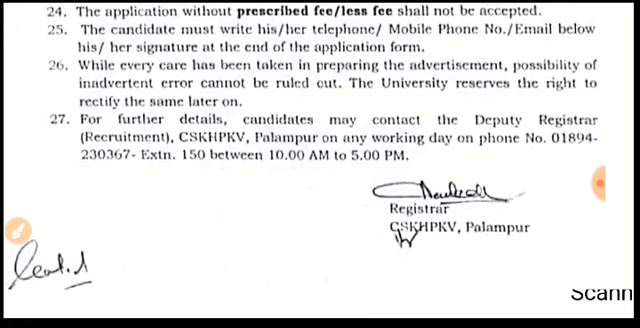 24. The application without prescribed fee/less fee shall not be accepted.
25. The candidate must write his/her telephone/ Mobile Phone No./Email below
his/ her signature at the end of the application form.
26. While every care has been taken in preparing the advertisement, possibility of
inadvertent error cannot be ruled out. The University reserves the right to
rectify the same later on.
27. For further details, candidates may contact the Deputy Registrar
(Recruitment), CSKHPKV, Palampur on any working day on phone No. 01894-
230367- Extn. 150 between 10.00 AM to 5.00 PM.
Registrar
CSKHPKV, Palampur
Scann